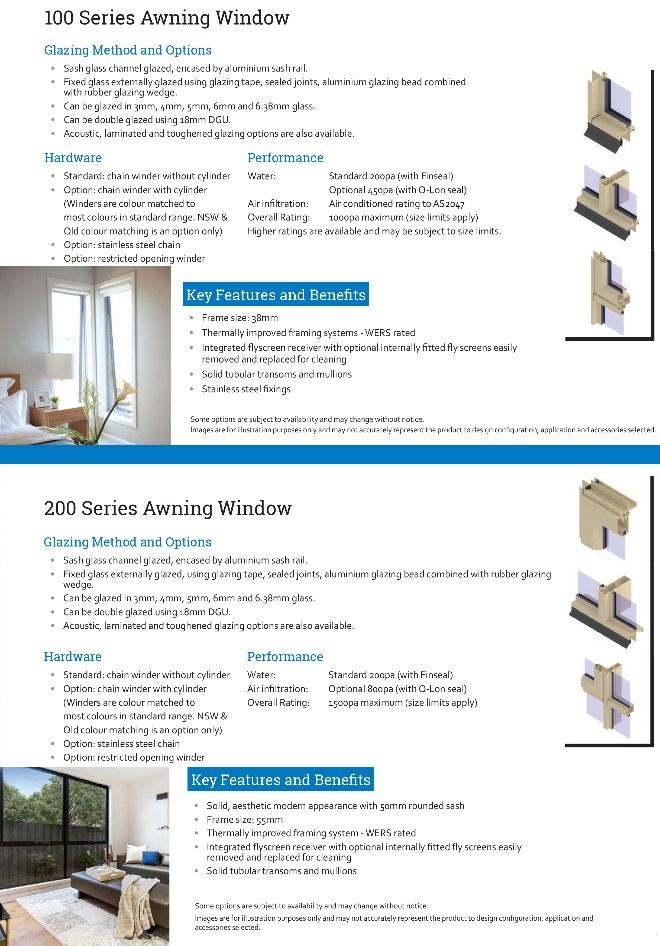 100 Series Awning Window
Glazing Method and Options
• Sash glass channel glazed, encased by aluminium sash rail.
• Fixed glass externally glazed using glazing tape, sealed joints, aluminium glazing bead combined
with rubber glazing wedge.
• Can be glazed in 3mm, 4mm, 5mm, 6mm and 6.38mm glass.
• Can be double glazed using 18mm DGU.
• Acoustic, laminated and toughened glazing options are also available.
Hardware
• Standard: chain winder without cylinder
• Option: chain winder with cylinder
(Winders are colour matched to
most colours in standard range. NSW &
Qld colour matching is an option only)
• Option: stainless steel chain
• Option: restricted opening winder
Performance
Water: Standard 200pa (with Finseal)
Optional 450pa (with Q-Lon seal)
Air infiltration: Air conditioned rating to AS2047
Overall Rating: 1000pa maximum (size limits apply)
Higher ratings are available and may be subject to size limits.
Key Features and Benefits
• Frame size: 38mm
• Thermally improved framing systems - WERS rated
• Integrated flyscreen receiver with optional internally fitted fly screens easily
removed and replaced for cleaning
• Solid tubular transoms and mullions
• Stainless steel fixings
Some options are subject to availability and may change without notice.
Images are for illustration purposes only and may not accurately represent the product to design configuration, application and accessories selected.
200 Series Awning Window
Glazing Method and Options
• Sash glass channel glazed, encased by aluminium sash rail.
• Fixed glass externally glazed, using glazing tape, sealed joints, aluminium glazing bead combined with rubber glazing
wedge.
• Can be glazed in 3mm, 4mm, 5mm, 6mm and 6.38mm glass.
• Can be double glazed using 18mm DGU.
• Acoustic, laminated and toughened glazing options are also available.
Hardware
• Standard: chain winder without cylinder
• Option: chain winder with cylinder
(Winders are colour matched to
most colours in standard range. NSW &
Qld colour matching is an option only)
• Option: stainless steel chain
• Option: restricted opening winder
Performance
Water: Standard 200pa (with Finseal)
Air infiltration: Optional 800pa (with Q-Lon seal)
Overall Rating: 1500pa maximum (size limits apply)
Key Features and Benefits
• Solid, aesthetic modern appearance with 50mm rounded sash
• Frame size: 55mm
• Thermally improved framing system - WERS rated
• Integrated flyscreen receiver with optional internally fitted fly screens easily
removed and replaced for cleaning
• Solid tubular transoms and mullions
Some options are subject to availability and may change without notice.
Images are for illustration purposes only and may not accurately represent the product to design configuration, application and
accessories selected.